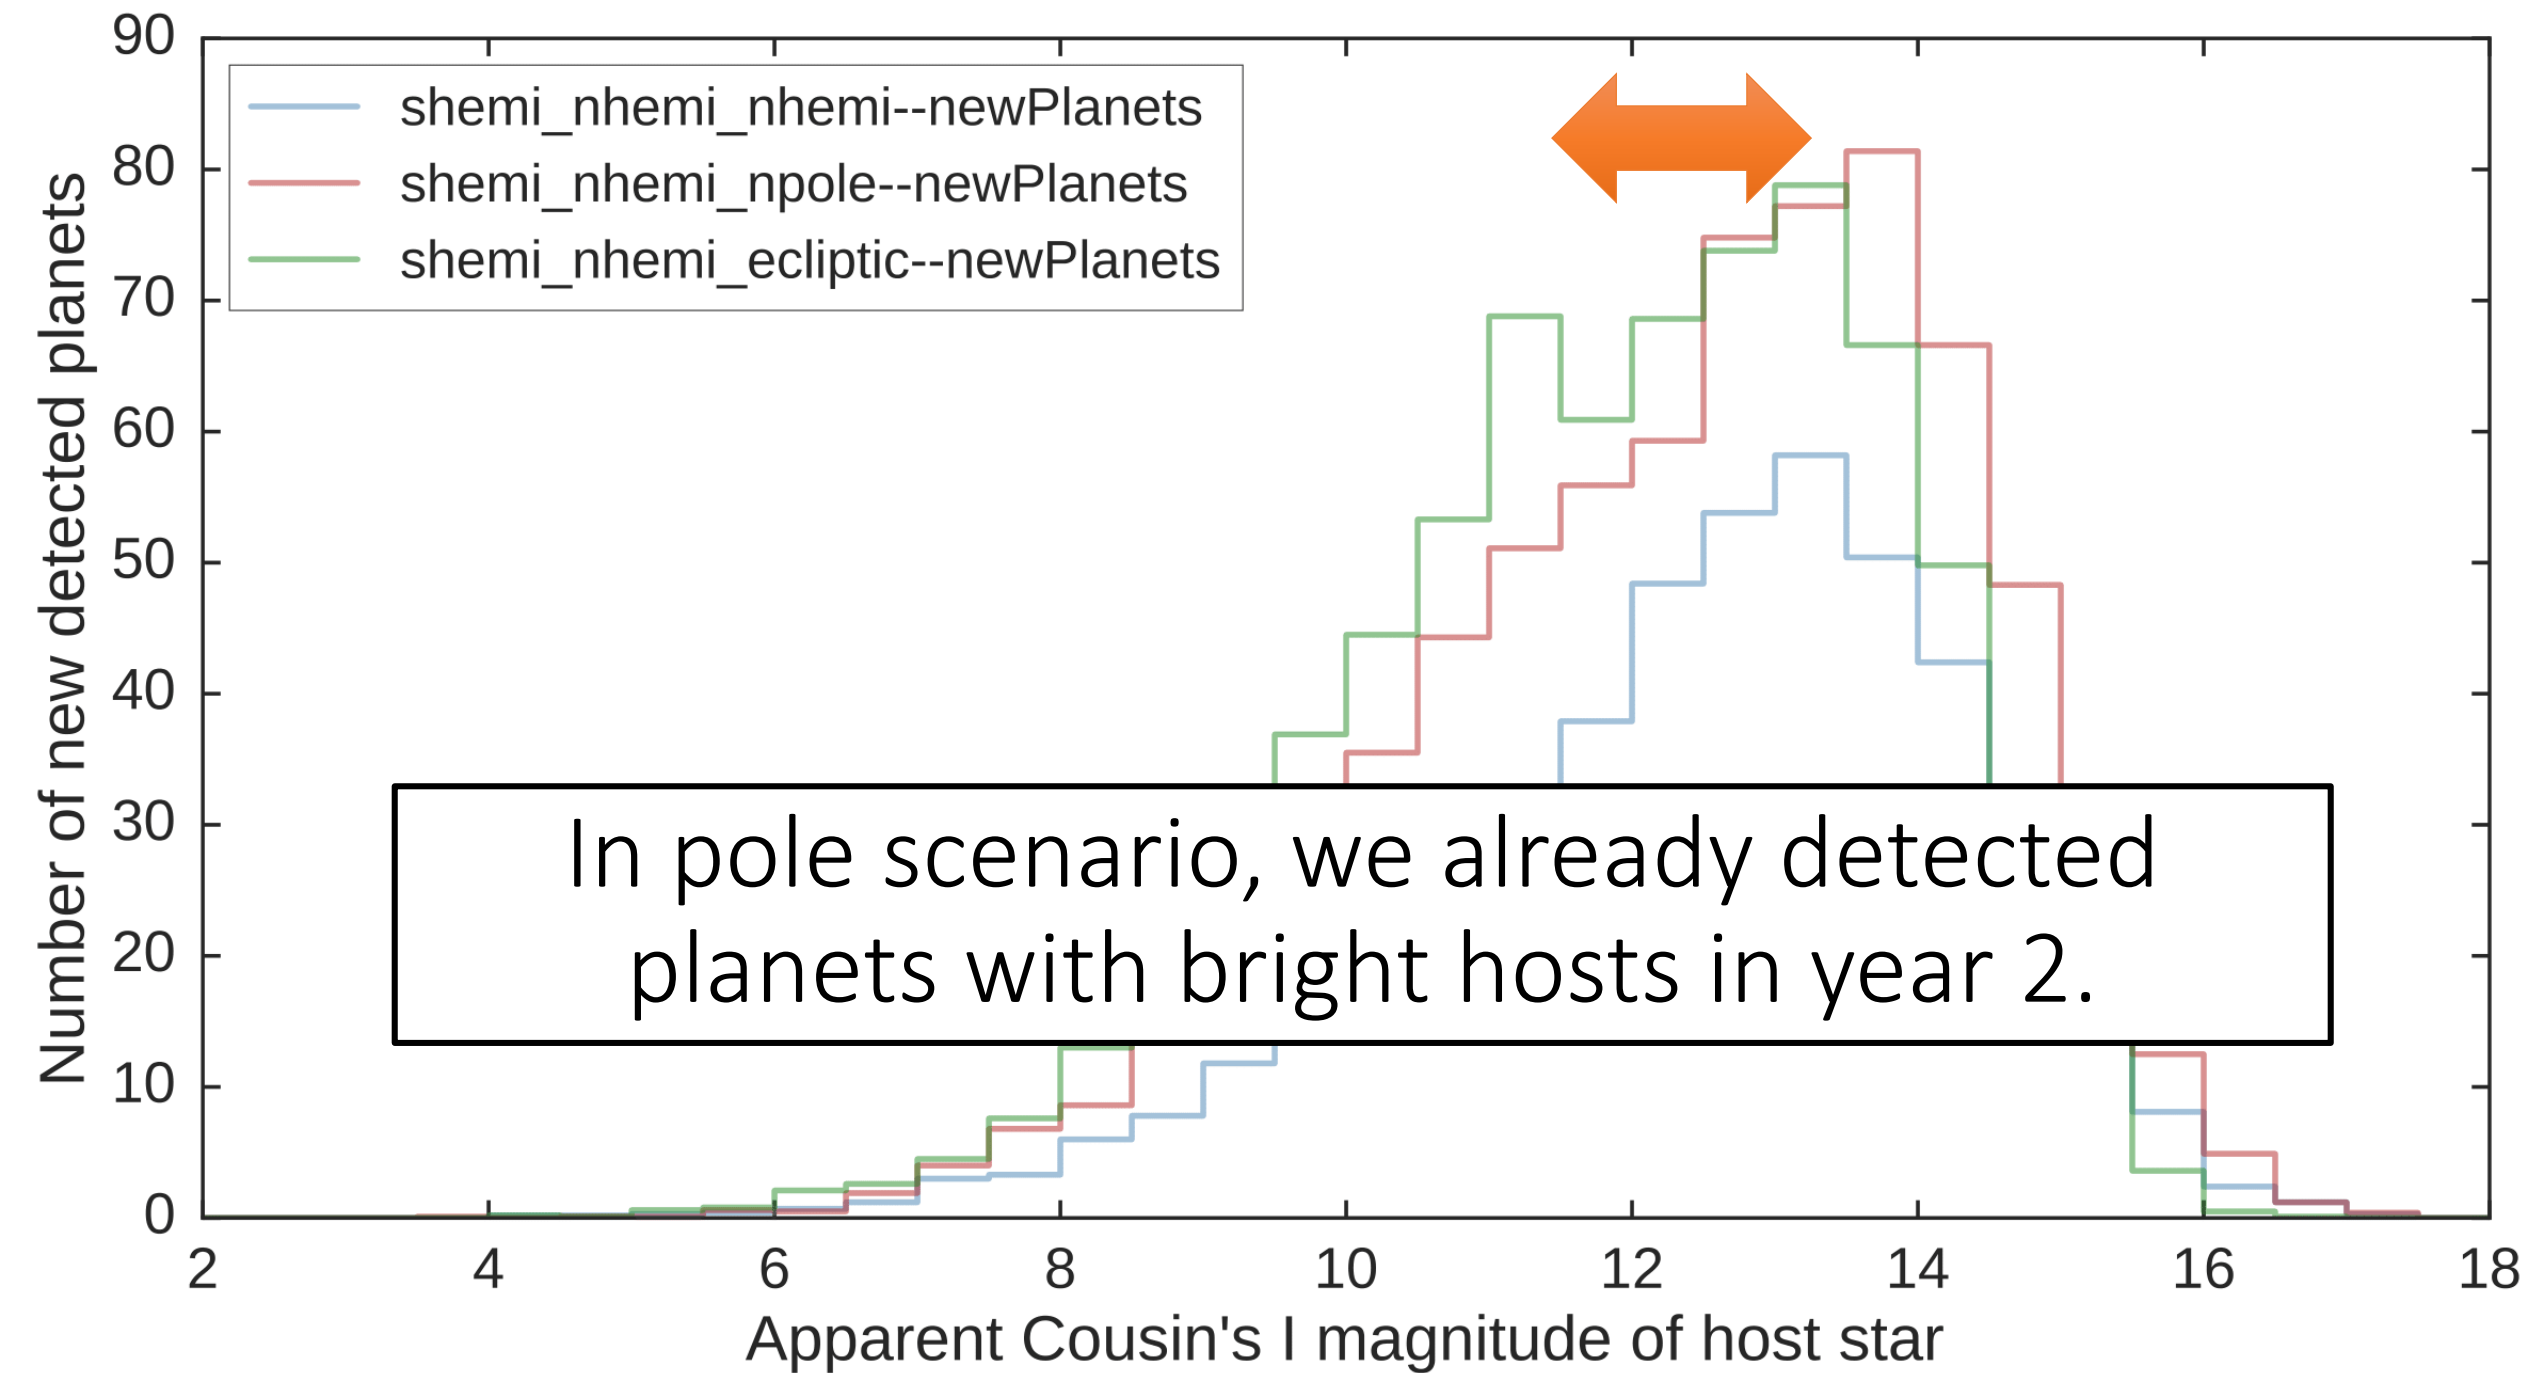 90
80
70
60
50
40
30
20
10
0
Number of new detected planets
shemi_nhemi_nhemi--newPlanets
shemi_nhemi_npole--newPlanets
shemi_nhemi_ecliptic--newPlanets
In pole scenario, we already detected
planets with bright hosts in year 2.
2 4 6 8 10 12 14 16 18
Apparent Cousin's I magnitude of host star